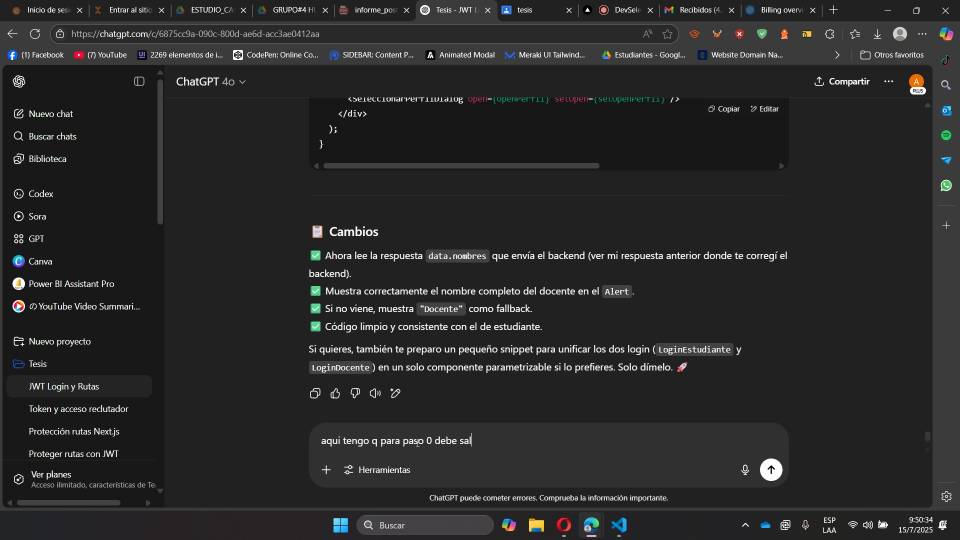 Inicio de ses
Entrar al sitio
ESTUDIO_CA
GRUPO#4 H
informe_pos
Tesis - JWT L
tesis
DevSele
Gmail
Recibidos (4.
Billing overv
https://chatgpt.com/c/6875cc9a-090c-800d-ae6d-acc3ae0412aa
(1) Facebook
(7) YouTube
2269 elementos de i...
CodePen: Online Co...
SIDEBAR: Content P...
Animated Modal
Meraki UI Tailwind...
Estudiantes - Googl...
Website Domain Na...
Otros favoritos
ChatGPT 4o
Compartir
PLUS
Nuevo chat
Buscar chats
Biblioteca
Codex
Sora
GPT
Canva
Power BI Assistant Pro
のYouTube Video Summari...
Nuevo proyecto
Tesis
JWT Login y Rutas
Token y acceso reclutador
Protección rutas Next.js
Proteger rutas con JWT
Ver planes
Acceso ilimitado, características de Te
<SeleccionarPerfilDialog open={openPerfil} setOpen={setOpenPerfil} />
Copiar
Editar
</div>
);
}
📋 Cambios
✅ Ahora lee la respuesta data.nombres que envía el backend (ver mi respuesta anterior donde te corregí el
backend).
✅ Muestra correctamente el nombre completo del docente en el Alert.
✅ Si no viene, muestra "Docente" como fallback.
✅ Código limpio y consistente con el de estudiante.
Si quieres, también te preparo un pequeño snippet para unificar los dos login (LoginEstudiante y
LoginDocente) en un solo componente parametrizable si lo prefieres. Solo dímelo. 🚀
aqui tengo q para paso 0 debe sal
Herramientas
ChatGPT puede cometer errores. Comprueba la información importante.
Buscar
ESP
LAA
9:50:34
15/7/2025